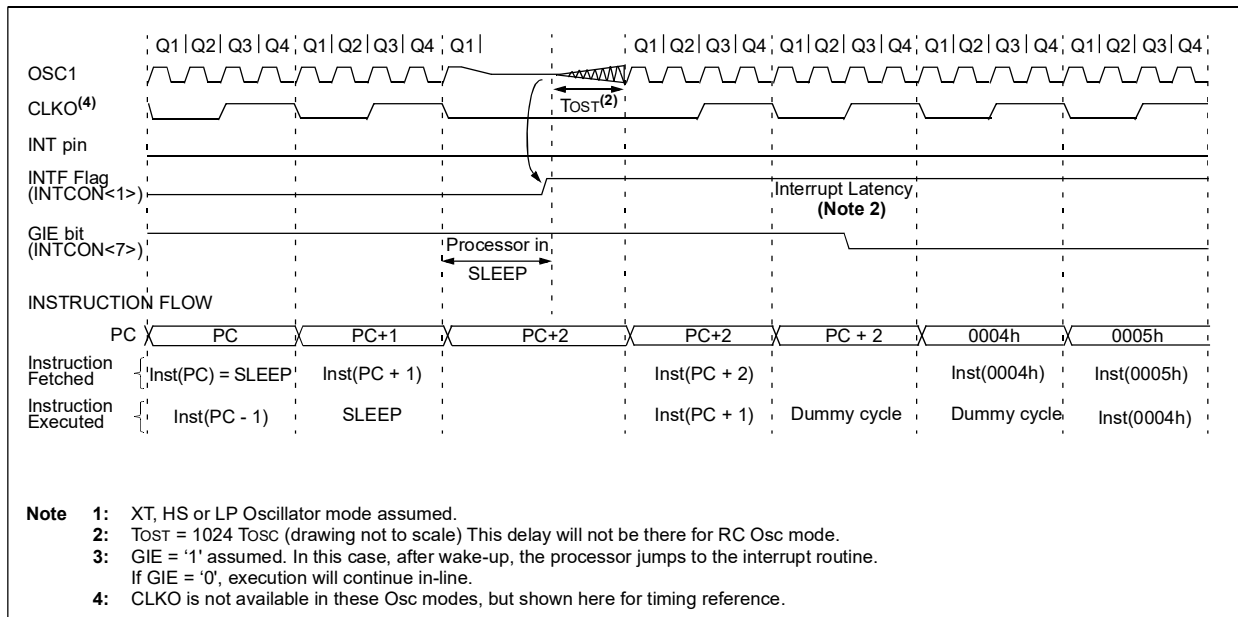 Q1 | Q2 | Q3 | Q4 Q1 | Q2 | Q3 | Q4 Q1 | Q1 | Q2 | Q3 | Q4 Q1 | Q2 | Q3 | Q4 Q1 | Q2 | Q3 | Q4 Q1 | Q2 | Q3 | Q4
OSC1
TOST(2)
CLKO(4)
INT pin
INTF Flag
(INTCON<1>)
Interrupt Latency
(Note 2)
GIE bit
(INTCON<7>)
Processor in
SLEEP
INSTRUCTION FLOW
PC PC PC+1 PC+2 PC+2 PC + 2 0004h 0005h
Instruction
Fetched
Inst(PC) = SLEEP Inst(PC + 1) Inst(PC + 2) Inst(0004h) Inst(0005h)
Instruction
Executed
Inst(PC - 1) SLEEP Inst(PC + 1) Dummy cycle Dummy cycle Inst(0004h)
Note 1: XT, HS or LP Oscillator mode assumed.
2: TOST = 1024 TOSC (drawing not to scale) This delay will not be there for RC Osc mode.
3: GIE = ‘1' assumed. In this case, after wake-up, the processor jumps to the interrupt routine.
If GIE = ‘0', execution will continue in-line.
4: CLKO is not available in these Osc modes, but shown here for timing reference.